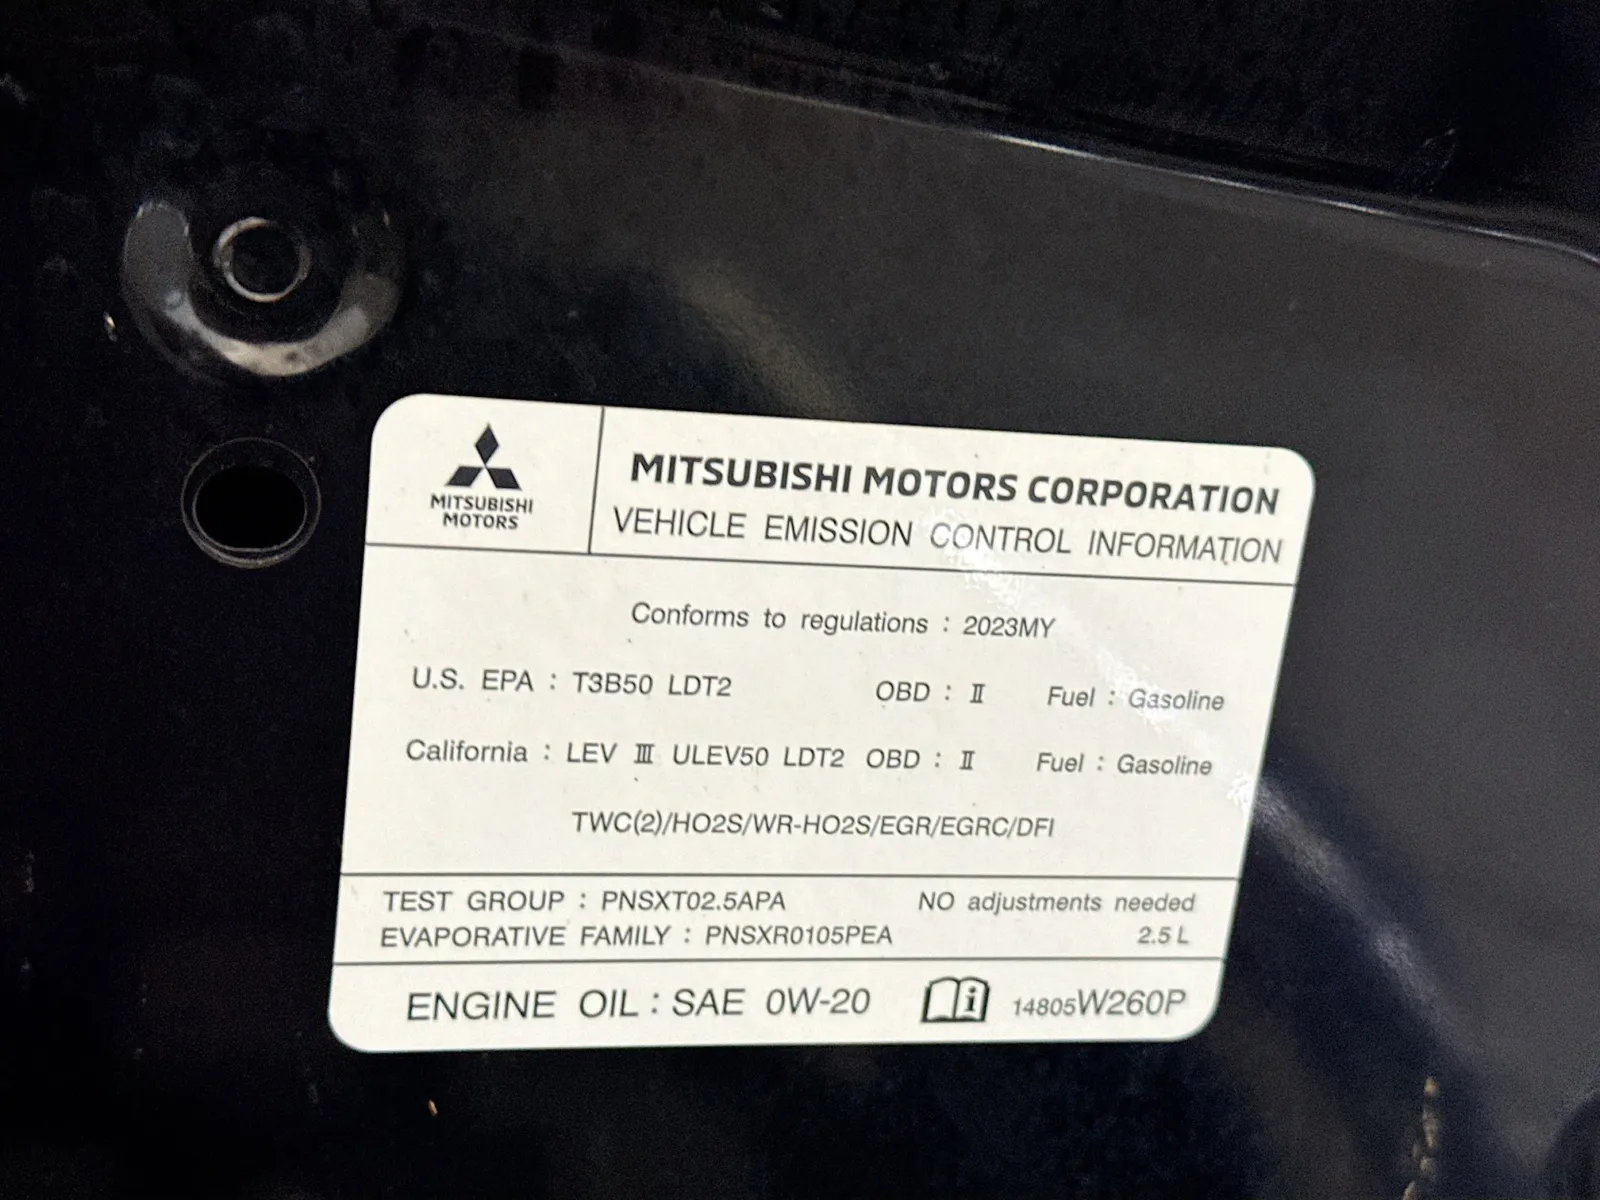 MITSUBISHI
MOTORS
MITSUBISHI MOTORS CORPORATION
VEHICLE EMISSION CONTROL INFORMATION
Conforms to regulations : 2023MY
U.S. EPA : T3B50 LDT2 OBD : Ⅱ Fuel : Gasoline
California : LEV Ⅲ ULEV50 LDT2 OBD : Ⅱ Fuel : Gasoline
TWC(2)/HO2S/WR-HO2S/EGR/EGRC/DFI
TEST GROUP : PNSXT02.5APA NO adjustments needed
EVAPORATIVE FAMILY : PNSXR0105PEA 2.5 L
ENGINE OIL : SAE 0W-20 i 14805W260P